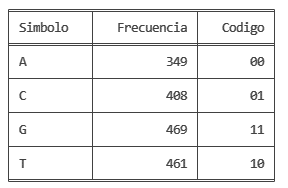 Simbolo Frecuencia Codigo
A 349 00
C 408 01
G 469 11
T 461 10